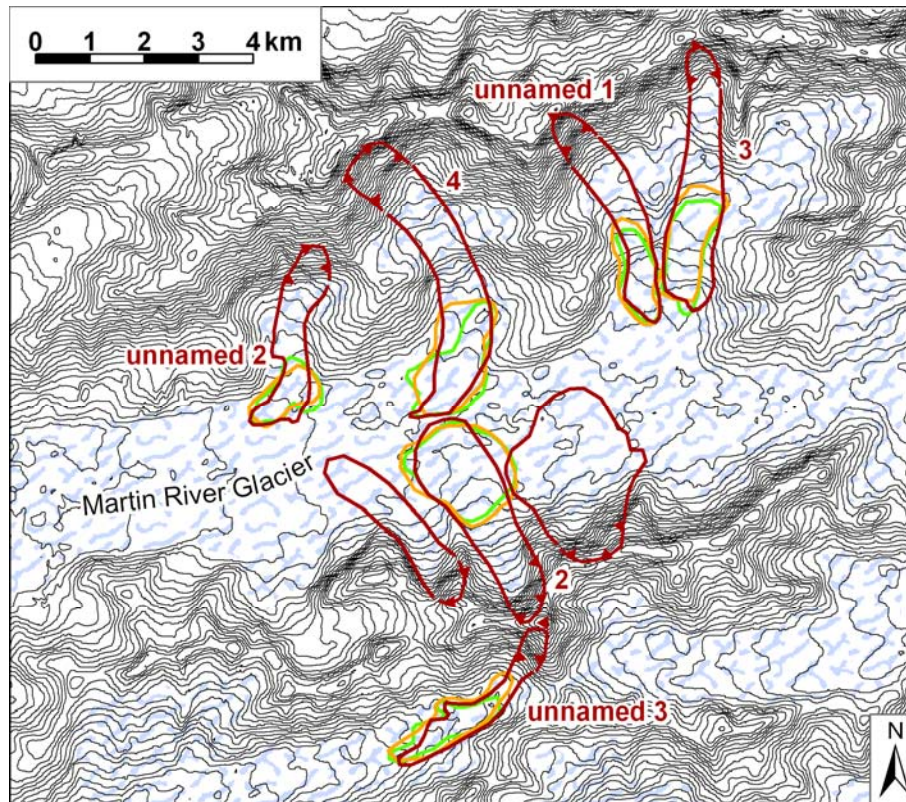 0 1 2 3 4 km
unnamed 1
3
4
unnamed 2
Martin River Glacier
2
unnamed 3
N